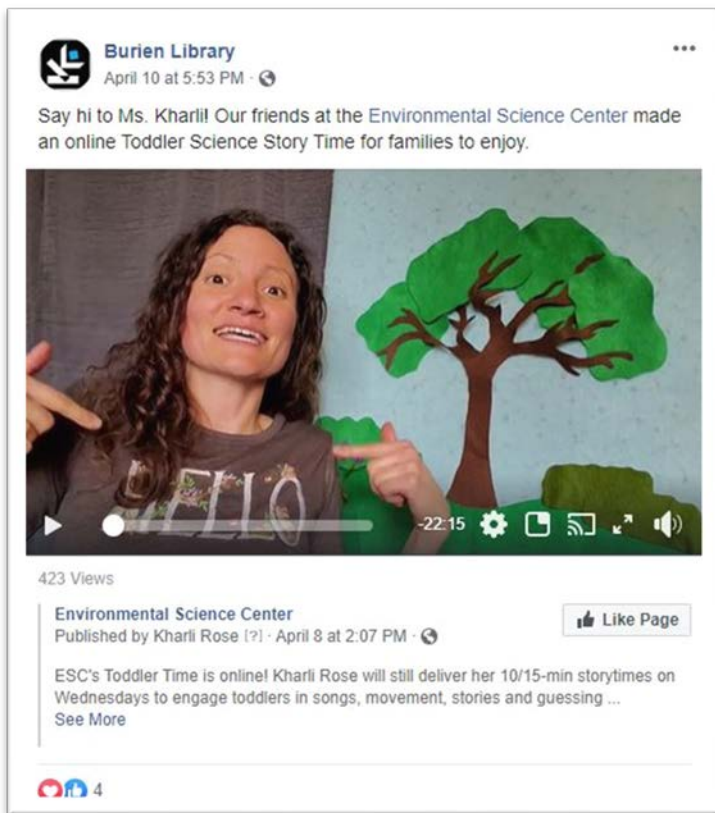 Burien Library
April 10 at 5:53 PM ·
Say hi to Ms. Kharli! Our friends at the Environmental Science Center made
an online Toddler Science Story Time for families to enjoy.
HELLO
-22:15
423 Views
Environmental Science Center
Published by Kharli Rose [?] · April 8 at 2:07 PM ·
Like Page
ESC's Toddler Time is online! Kharli Rose will still deliver her 10/15-min storytimes on
Wednesdays to engage toddlers in songs, movement, stories and guessing ...
See More
4